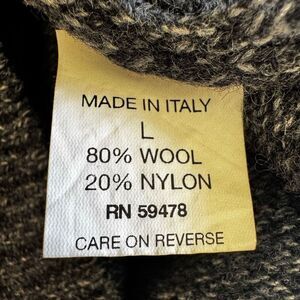 MADE IN ITALY
L
80% WOOL
20% NYLON
RN 59478
CARE ON REVERSE